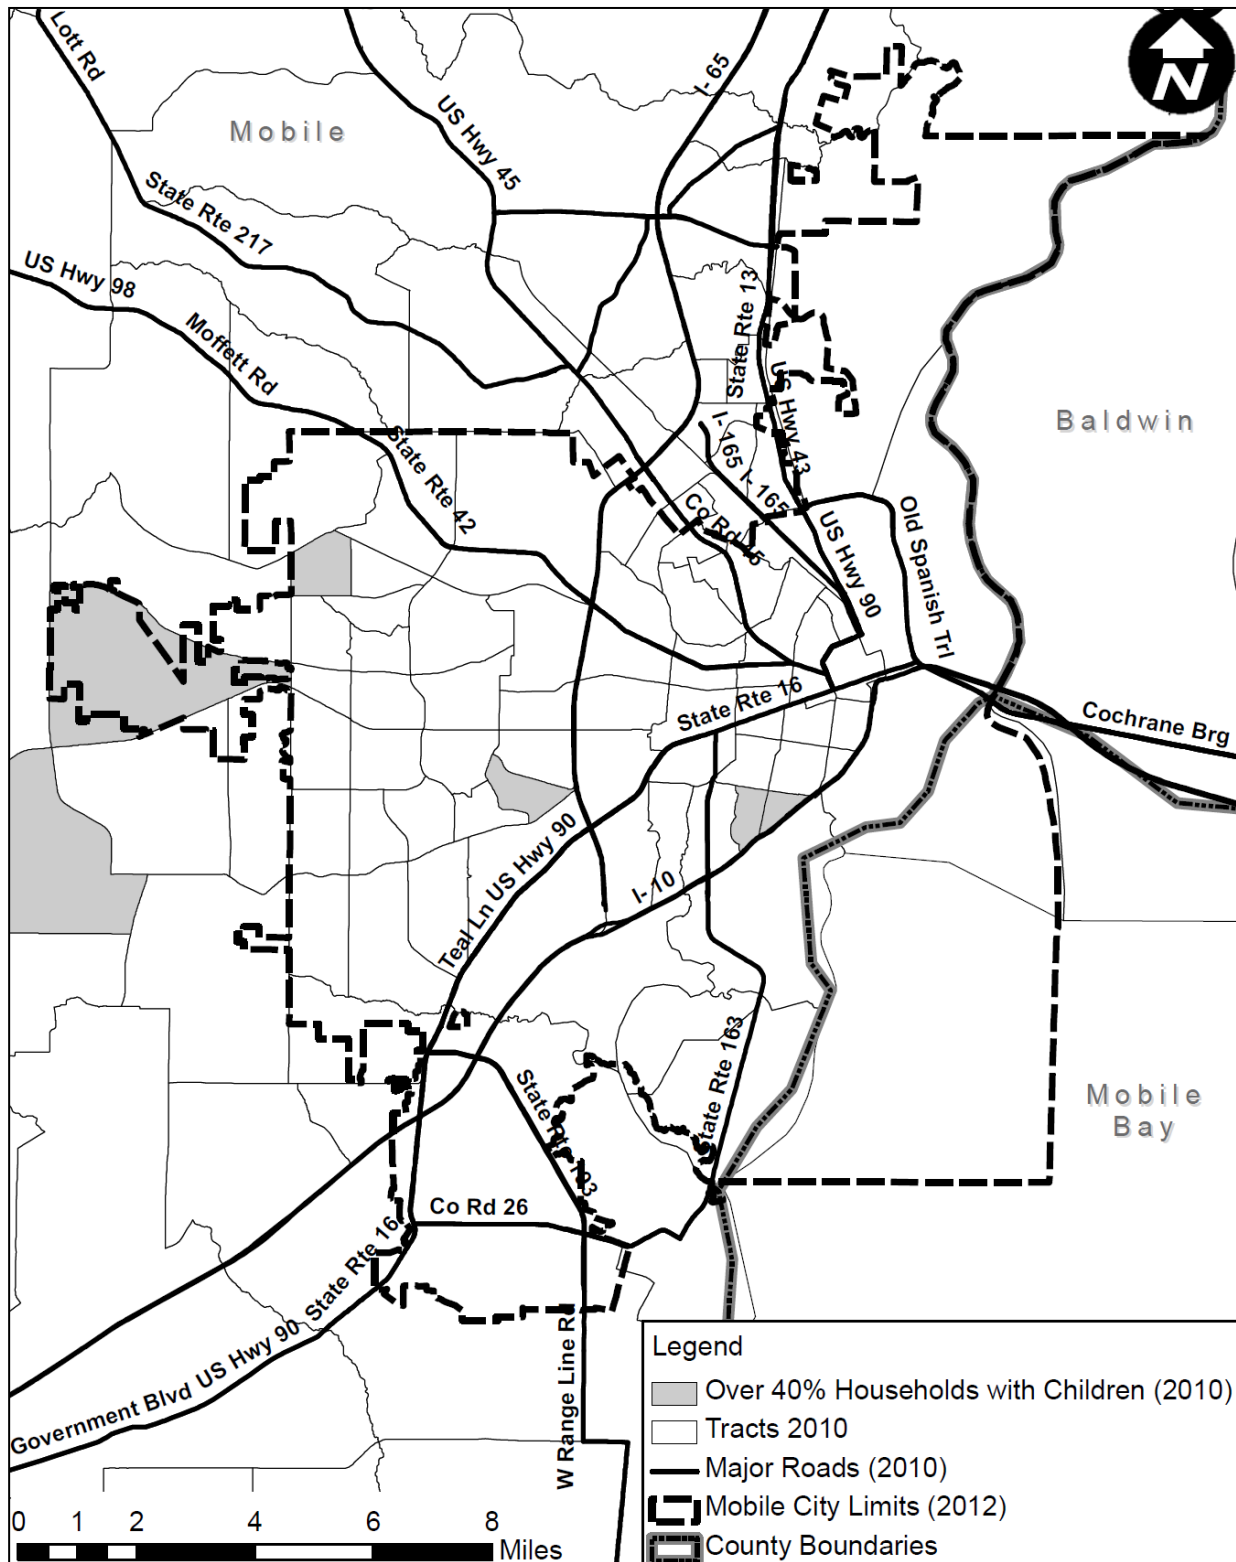 Lott Rd
I- 65
N
US Hwy 45
Mobile
State Rte 217
US Hwy 98
State Rte 13
Moffett Rd
US Hwy 43
Baldwin
I- 165
State Rte 42
I- 165
Co Rd 45
Old Spanish Trl
US Hwy 90
State Rte 16
Cochrane Brg
US Hwy 90
I- 10
Teal Ln
State Rte 163
State Rte 193
Mobile
Bay
Co Rd 26
State Rte 16
US Hwy 90
Government Blvd
W Range Line Rd
Legend
Over 40% Households with Children (2010)
Tracts 2010
Major Roads (2010)
Mobile City Limits (2012)
County Boundaries
0 1 2 4 6 8
Miles